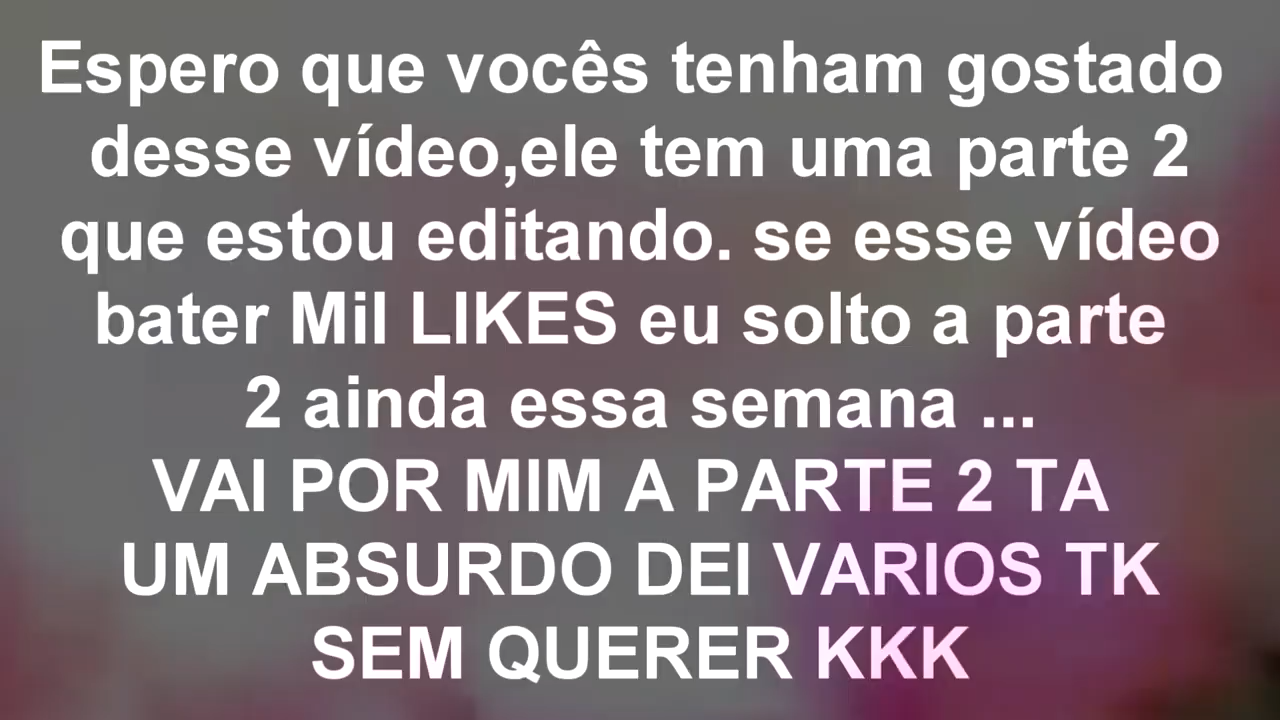 Espero que vocês tenham gostado
desse vídeo,ele tem uma parte 2
que estou editando. se esse vídeo
bater Mil LIKES eu solto a parte
2 ainda essa semana ...
VAI POR MIM A PARTE 2 TA
UM ABSURDO DEI VARIOS TK
SEM QUERER KKK